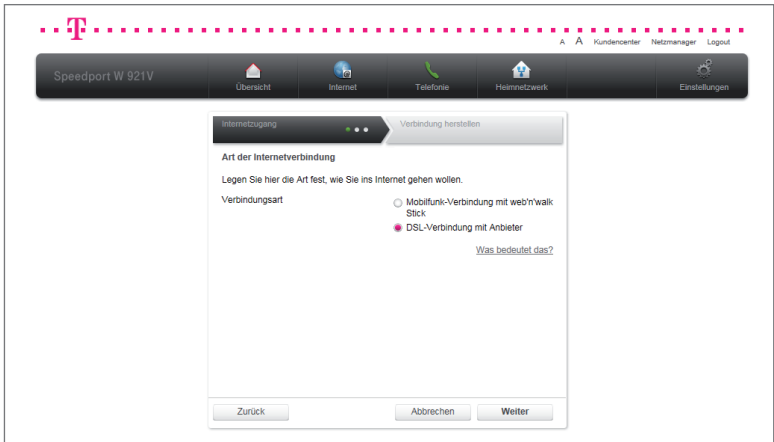 T
A A Kundencenter Netzmanager Logout
Speedport W 921V
Übersicht Internet Telefonie Heimnetzwerk Einstellungen
Internetzugang Verbindung herstellen
Art der Internetverbindung
Legen Sie hier die Art fest, wie Sie ins Internet gehen wollen.
Verbindungsart
Mobilfunk-Verbindung mit web'n'walk
Stick
DSL-Verbindung mit Anbieter
Was bedeutet das?
Zurück Abbrechen Weiter